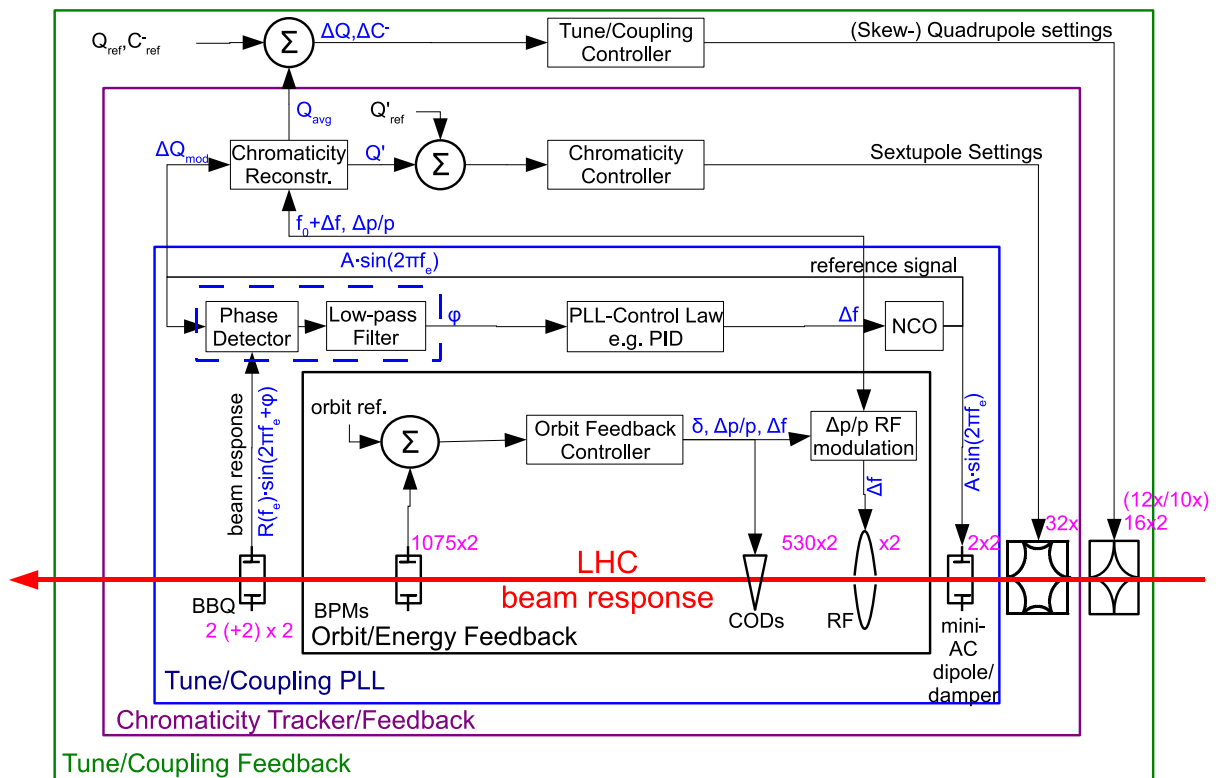 Q_ref, C⁻_ref
Σ
ΔQ,ΔC⁻
Tune/Coupling
Controller
(Skew-) Quadrupole settings
Q_avg
Q'_ref
ΔQ_mod
Chromaticity
Reconstr.
Q'
Σ
Chromaticity
Controller
Sextupole Settings
f_0+Δf, Δp/p
A·sin(2πf_e)
reference signal
Phase
Detector
Low-pass
Filter
φ
PLL-Control Law
e.g. PID
Δf
NCO
beam response
R(f_e)·sin(2πf_e+φ)
orbit ref.
Σ
Orbit Feedback
Controller
δ, Δp/p, Δf
Δp/p RF
modulation
A·sin(2πf_e)
Δf
(12x/10x)
1075x2
530x2
x2
2x2
32x
16x2
LHC
beam response
BBQ
2 (+2) x 2
BPMs
CODs
RF
mini-
AC
dipole/
damper
Orbit/Energy Feedback
Tune/Coupling PLL
Chromaticity Tracker/Feedback
Tune/Coupling Feedback